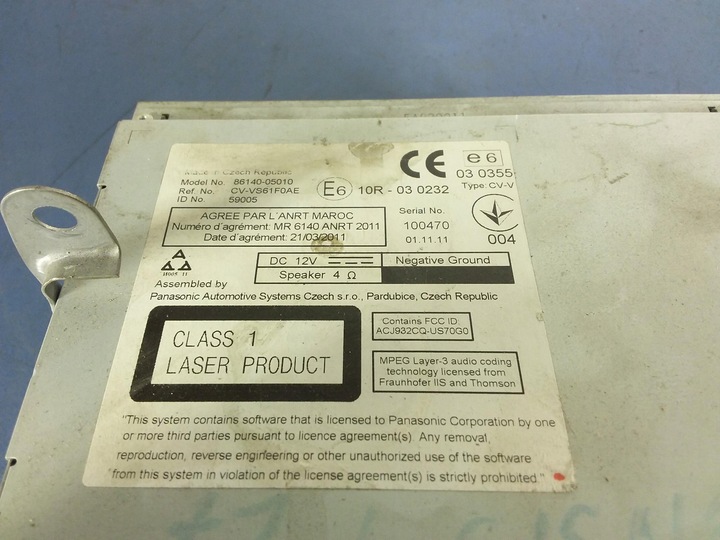 Made in Czech Republic
Model No. 86140-05010
Ref No. CV-VS61F0AE
ID No. 59005
CE
e6
03 0355
Type: CV-V
E6 10R - 03 0232
AGREE PAR L'ANRT MAROC
Numéro d'agrément: MR 6140 ANRT 2011
Date d'agrément: 21/03/2011
Serial No.
100470
01.11.11
004
DC 12V
Negative Ground
Speaker 4 Ω
Assembled by
Panasonic Automotive Systems Czech s.r.o., Pardubice, Czech Republic
CLASS 1
LASER PRODUCT
Contains FCC ID:
ACJ932CQ-US70G0
MPEG Layer-3 audio coding
technology licensed from
Fraunhofer IIS and Thomson
"This system contains software that is licensed to Panasonic Corporation by one
or more third parties pursuant to licence agreement(s). Any removal,
reproduction, reverse engineering or other unauthorized use of the software
from this system in violation of the license agreement(s) is strictly prohibited."